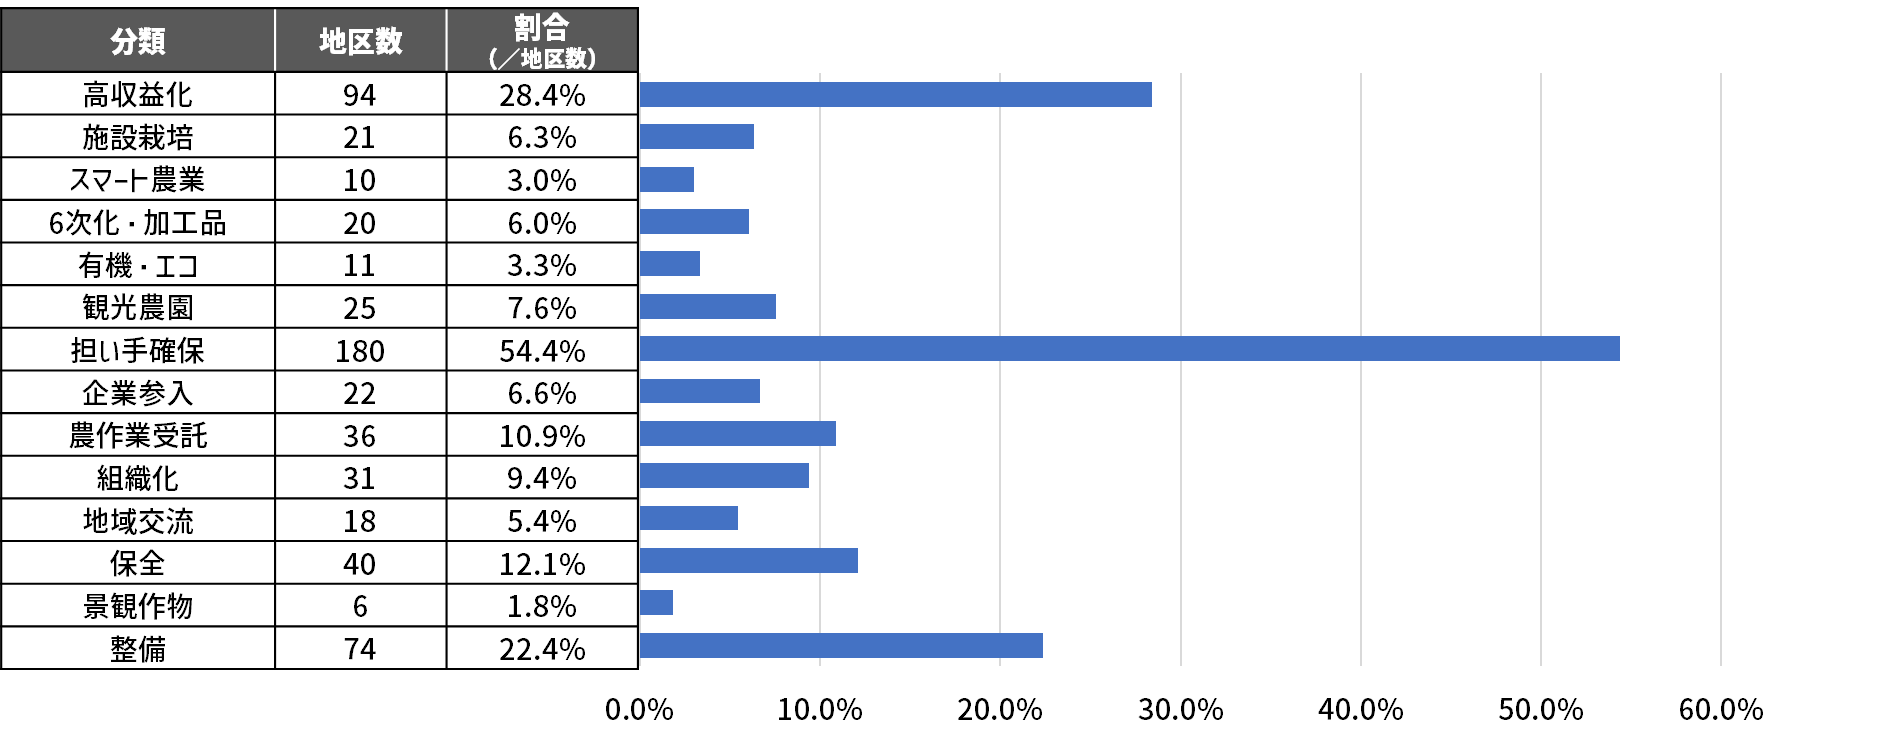 分類 地区数 割合
(／地区数)
高収益化 94 28.4%
施設栽培 21 6.3%
スマート農業 10 3.0%
6次化・加工品 20 6.0%
有機・エコ 11 3.3%
観光農園 25 7.6%
担い手確保 180 54.4%
企業参入 22 6.6%
農作業受託 36 10.9%
組織化 31 9.4%
地域交流 18 5.4%
保全 40 12.1%
景観作物 6 1.8%
整備 74 22.4%
0.0% 10.0% 20.0% 30.0% 40.0% 50.0% 60.0%